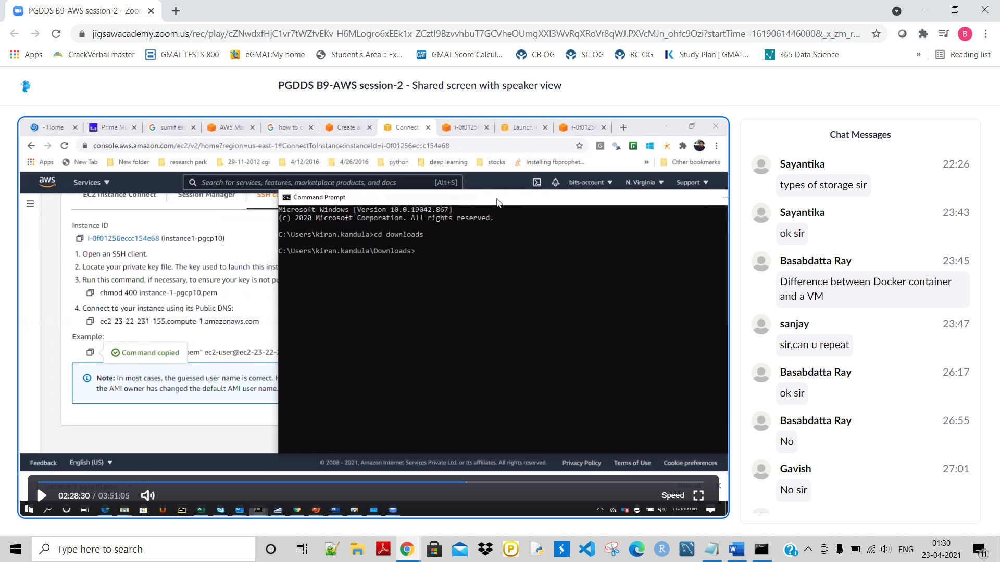 PGDDS B9-AWS session-2 - Zoom
jigsawacademy.zoom.us/rec/play/cZNwdxfHjC1vr7tWZfvEKv-H6MLogro6xEEk1x-ZCztI9BzvvhbuT7GCVheOUmgXXI3WvRqXRoVr8qWJ.PXVcMJn_ohfc9Ozi?startTime=1619061446000&_x_zm_r...
B
Apps
CrackVerbal master
GMAT TESTS 800
eGMAT:My home
Student's Area :: Ex...
GMAT Score Calcul...
CR OG
SC OG
RC OG
Study Plan | GMAT...
365 Data Science
»
Reading list
PGDDS B9-AWS session-2 - Shared screen with speaker view
- Home
Prime Mu
sumif exc
AWS Ma
how to c
Create a
Connect
i-0f0125
Launch in
i-0f0125
console.aws.amazon.com/ec2/v2/home?region=us-east-1#ConnectToInstance:instanceId=i-0f01256eccc154e68
Apps
New Tab
New folder
research park
29-11-2012 cgi
4/12/2016
4/26/2016
python
deep learning
stocks
Installing fbprophet...
»
Other bookmarks
aws
Services
Search for services, features, marketplace products, and docs
[Alt+S]
bits-account
N. Virginia
Support
EC2 Instance Connect
Session Manager
SSH cl
Instance ID
i-0f01256eccc154e68 (instance1-pgcp10)
1. Open an SSH client.
2. Locate your private key file. The key used to launch this inst
3. Run this command, if necessary, to ensure your key is not pu
chmod 400 instance-1-pgcp10.pem
4. Connect to your instance using its Public DNS:
ec2-23-22-231-155.compute-1.amazonaws.com
Example:
Command copied
pem" ec2-user@ec2-23-22-2
Note: In most cases, the guessed user name is correct. H
the AMI owner has changed the default AMI user name.
Command Prompt
Microsoft Windows [Version 10.0.19042.867]
(c) 2020 Microsoft Corporation. All rights reserved.
C:\Users\kiran.kandula>cd downloads
C:\Users\kiran.kandula\Downloads>
Feedback
English (US)
© 2008 - 2021, Amazon Internet Services Private Ltd. or its affiliates. All rights reserved.
Privacy Policy
Terms of Use
Cookie preferences
instance-1-pgcp10.pem
Show all
02:28:30 / 03:51:05
Speed
11:33 AM
Chat Messages
Sayantika 22:26
types of storage sir
Sayantika 23:43
ok sir
Basabdatta Ray 23:45
Difference between Docker container
and a VM
sanjay 23:47
sir,can u repeat
Basabdatta Ray 26:17
ok sir
Basabdatta Ray 26:55
No
Gavish 27:01
No sir
Type here to search
ENG
01:30
23-04-2021
11